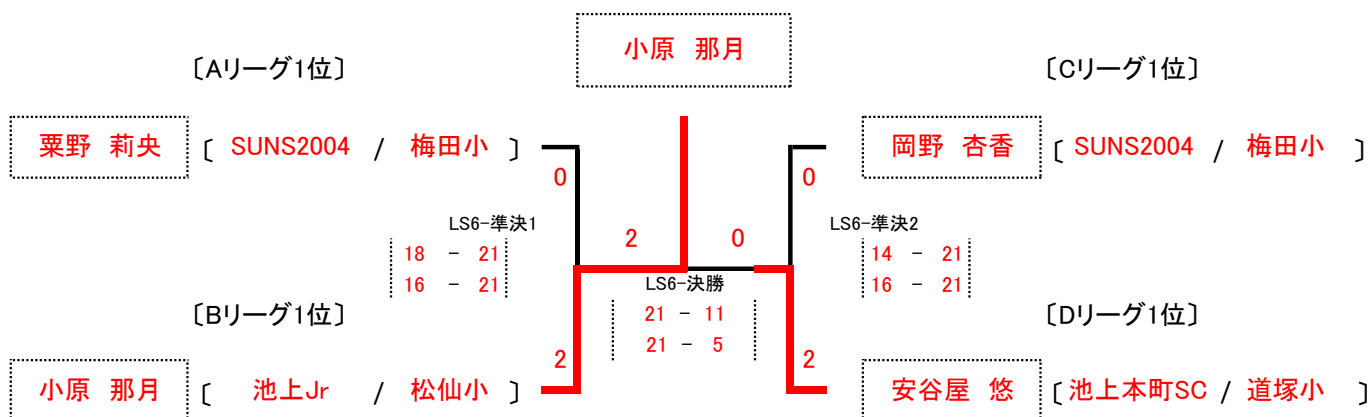 小原 那月
〔Aリーグ1位〕 〔Cリーグ1位〕
粟野 莉央 〔 SUNS2004 / 梅田小 〕 岡野 杏香 〔 SUNS2004 / 梅田小 〕
0 0
LS6-準決1 LS6-準決2
2 0
18 - 21 14 - 21
16 - 21 16 - 21
LS6-決勝
21 - 11
21 - 5
〔Bリーグ1位〕 〔Dリーグ1位〕
2 2
小原 那月 〔 池上Jr / 松仙小 〕 安谷屋 悠 〔 池上本町SC / 道塚小 〕